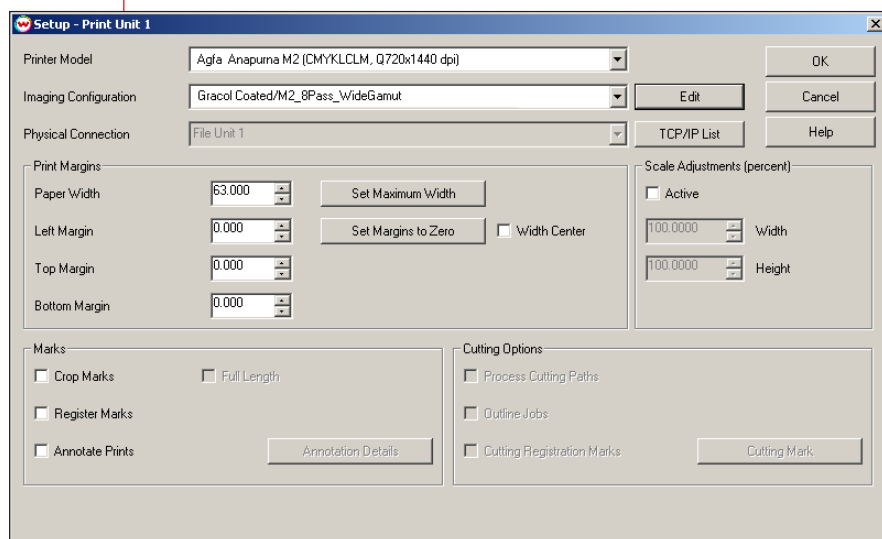 Setup - Print Unit 1
Printer Model
Agfa Anapurna M2 (CMYKLCLM, Q720x1440 dpi)
OK
Imaging Configuration
Gracol Coated/M2_8Pass_WideGamut
Edit
Cancel
Physical Connection
File Unit 1
TCP/IP List
Help
Print Margins
Paper Width
63.000
Set Maximum Width
Left Margin
0.000
Set Margins to Zero
Width Center
Top Margin
0.000
Bottom Margin
0.000
Scale Adjustments (percent)
Active
100.0000
Width
100.0000
Height
Marks
Crop Marks
Full Length
Register Marks
Annotate Prints
Annotation Details
Cutting Options
Process Cutting Paths
Outline Jobs
Cutting Registration Marks
Cutting Mark